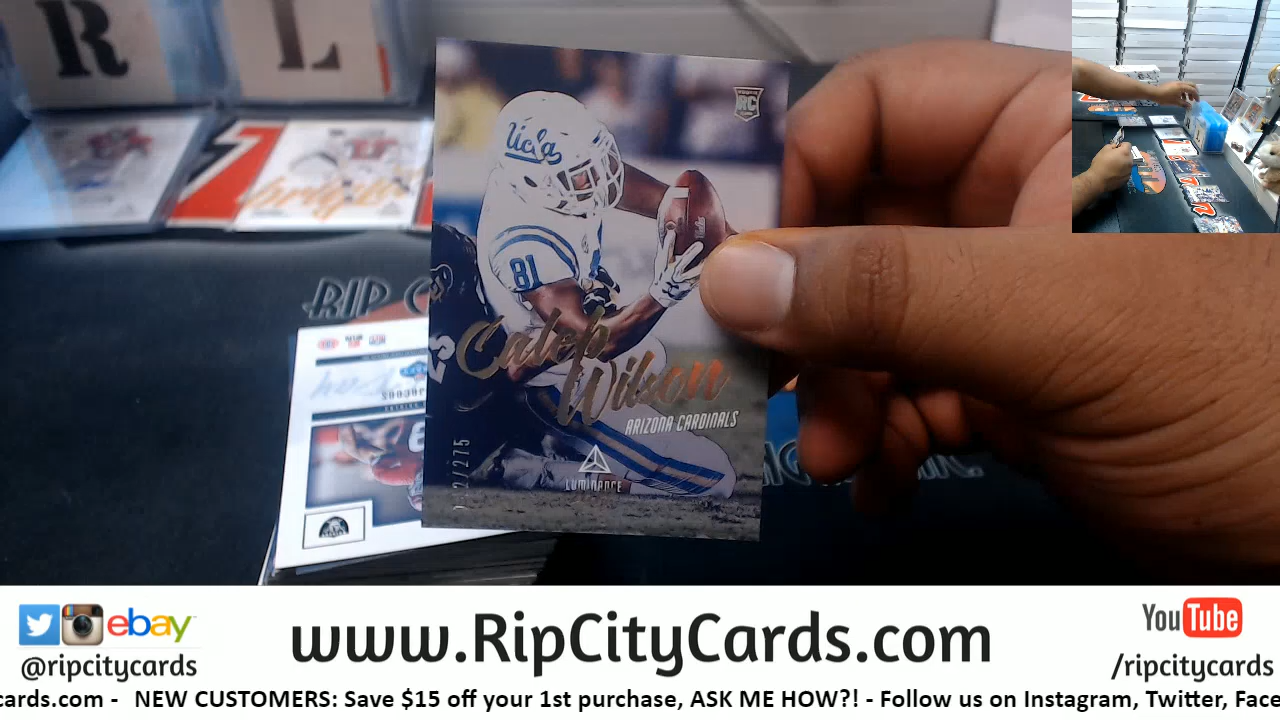 R L
UCLA
RC
81
Caleb
Wilson
ARIZONA CARDINALS
LUMINANCE
/275
RIP
ebay
@ripcitycards
www.RipCityCards.com
YouTube
/ripcitycards
cards.com - NEW CUSTOMERS: Save $15 off your 1st purchase, ASK ME HOW?! - Follow us on Instagram, Twitter, Face